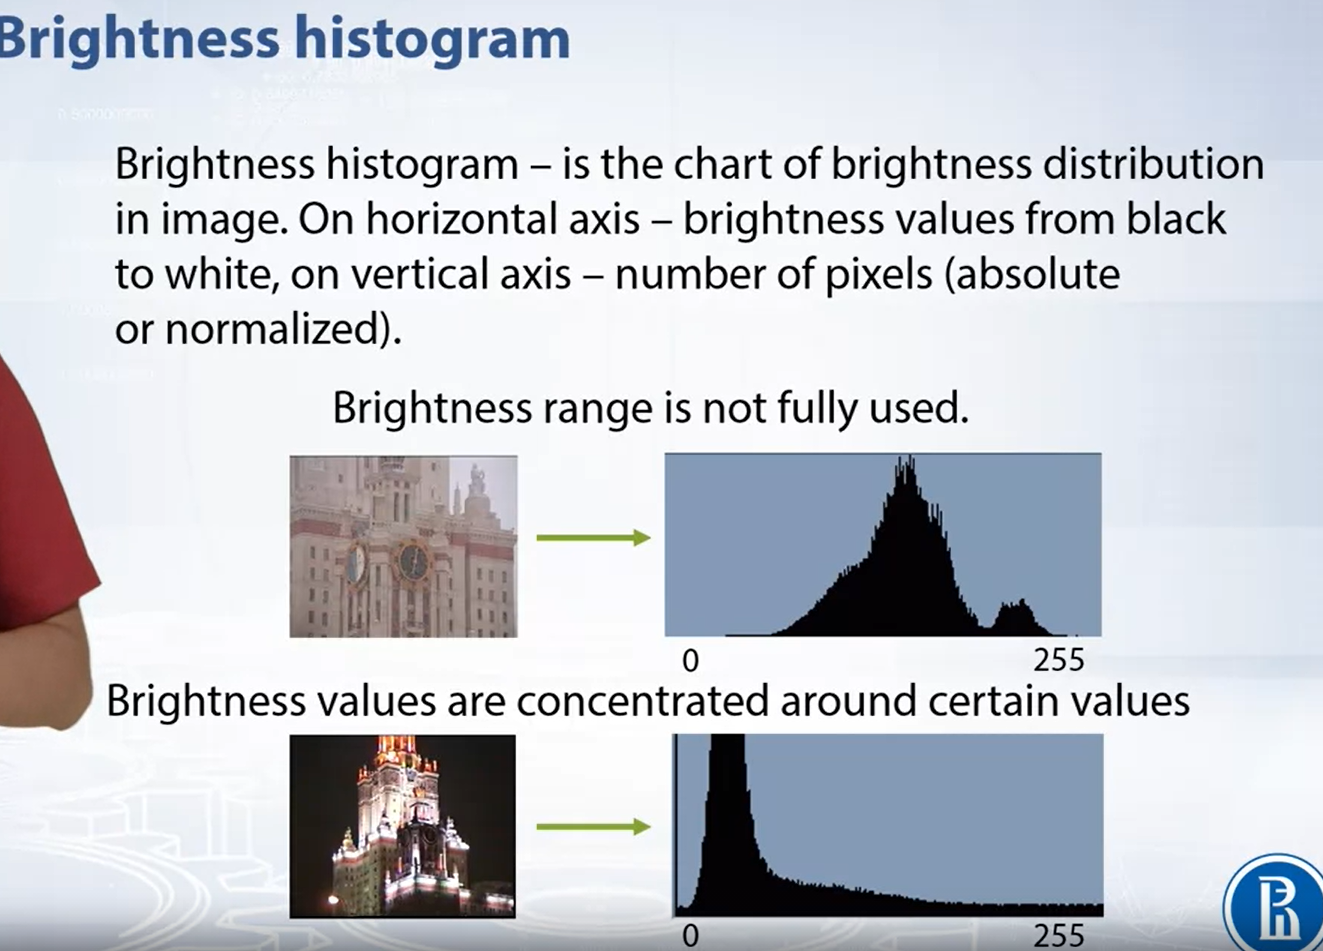 Brightness histogram
Brightness histogram – is the chart of brightness distribution
in image. On horizontal axis – brightness values from black
to white, on vertical axis – number of pixels (absolute
or normalized).
Brightness range is not fully used.
0 255
Brightness values are concentrated around certain values
0 255